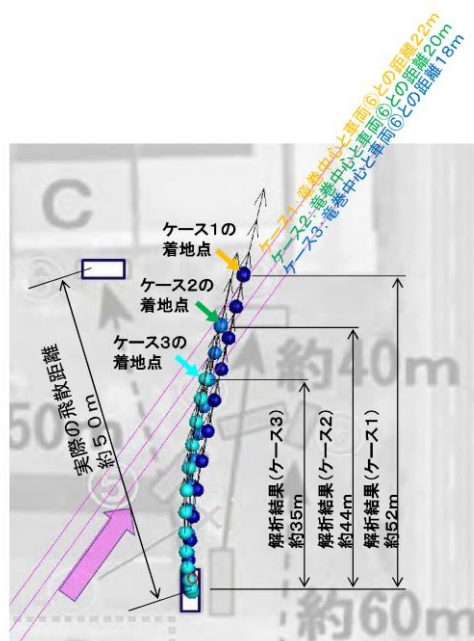 ケース1:竜巻中心と車両⑥との距離22m
ケース2:竜巻中心と車両⑥との距離20m
ケース3:竜巻中心と車両⑥との距離18m
C
ケース1の
着地点
ケース2の
着地点
ケース3の
着地点
実際の飛散距離
約50m
約40m
50m
⑤
解析結果(ケース3)
約35m
解析結果(ケース2)
約44m
解析結果(ケース1)
約52m
約60m